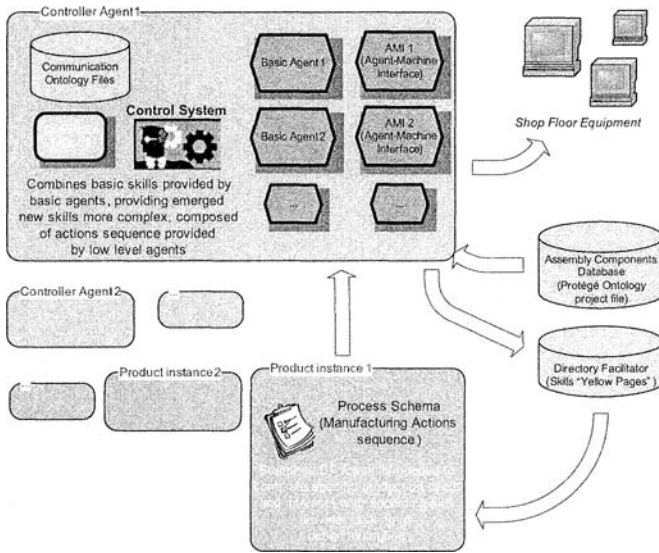 Controller Agent1
Communication
Ontology Files
Control System
Combines basic skills provided by
basic agents, providing emerged
new skills more complex, composed
of actions sequence provided
by low level agents
Basic Agent1
AMI 1
(Agent-Machine
Interface)
Basic Agent2
AMI 2
(Agent-Machine
Interface)
...
...
Shop Floor Equipment
Assembly Components
Database
(Protégé Ontology
project file)
Directory Facilitator
(Skills "Yellow Pages")
Controller Agent2
...
Product instance2
...
Product instance 1
Process Schema
(Manufacturing Actions
sequence)